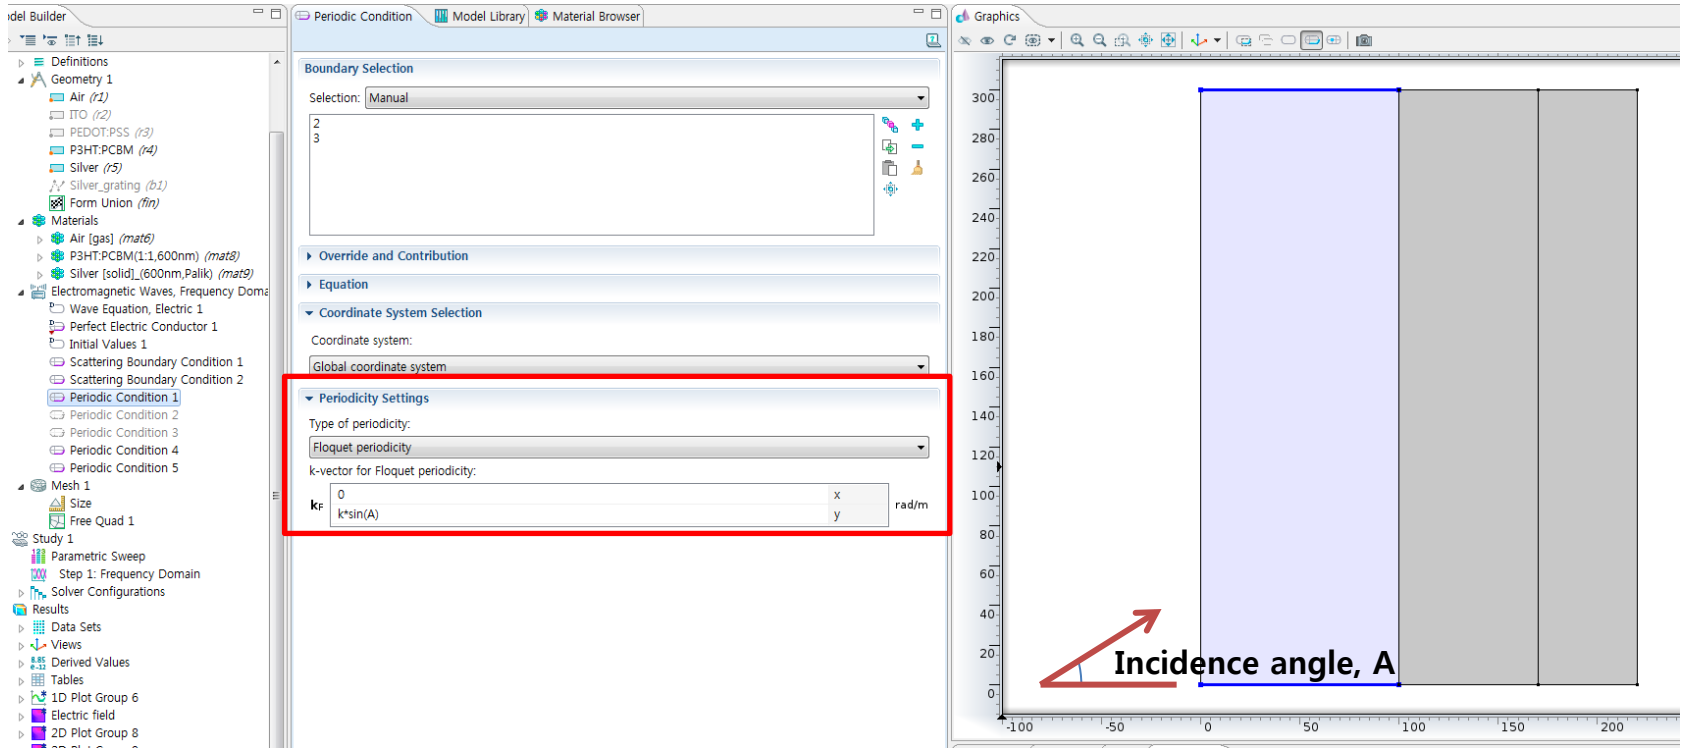 odel Builder
Definitions
Geometry 1
Air (r1)
ITO (r2)
PEDOT:PSS (r3)
P3HT:PCBM (r4)
Silver (r5)
Silver_grating (b1)
Form Union (fin)
Materials
Air [gas] (mat6)
P3HT:PCBM(1:1,600nm) (mat8)
Silver [solid]_(600nm,Palik) (mat9)
Electromagnetic Waves, Frequency Doma
Wave Equation, Electric 1
Perfect Electric Conductor 1
Initial Values 1
Scattering Boundary Condition 1
Scattering Boundary Condition 2
Periodic Condition 1
Periodic Condition 2
Periodic Condition 3
Periodic Condition 4
Periodic Condition 5
Mesh 1
Size
Free Quad 1
Study 1
Parametric Sweep
Step 1: Frequency Domain
Solver Configurations
Results
Data Sets
Views
Derived Values
Tables
1D Plot Group 6
Electric field
2D Plot Group 8
2D Plot Group 9
Periodic Condition Model Library Material Browser
Boundary Selection
Selection: Manual
2
3
Override and Contribution
Equation
Coordinate System Selection
Coordinate system:
Global coordinate system
Periodicity Settings
Type of periodicity:
Floquet periodicity
k-vector for Floquet periodicity:
kF
0 x
k*sin(A) y
rad/m
Graphics
300
280
260
240
220
200
180
160
140
120
100
80
60
40
20
0
-100 -50 0 50 100 150 200
Incidence angle, A